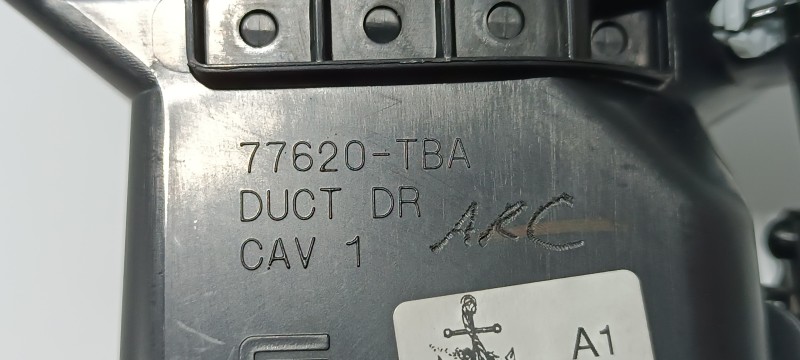 77620-TBA
DUCT DR
CAV 1
ARC
A1